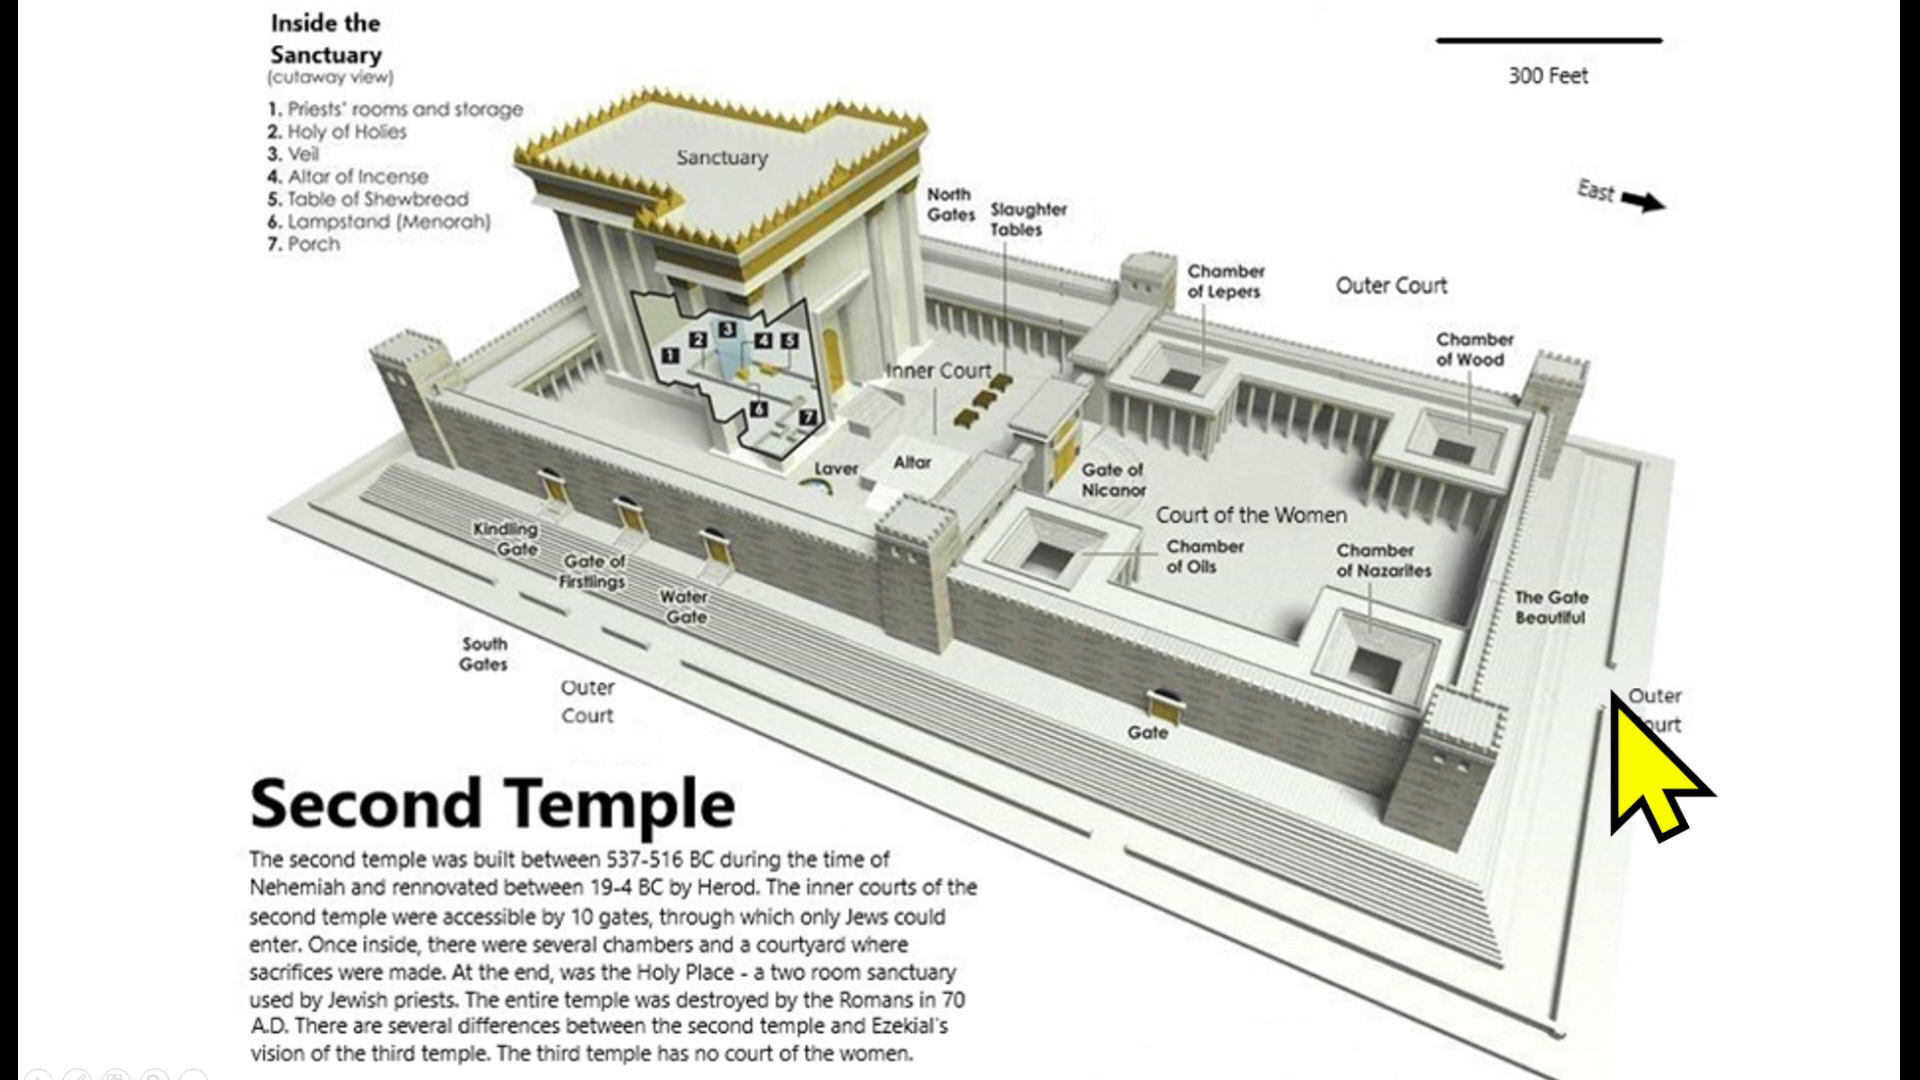 Inside the
Sanctuary
(cutaway view)
1. Priests' rooms and storage
2. Holy of Holies
3. Veil
4. Altar of Incense
5. Table of Shewbread
6. Lampstand (Menorah)
7. Porch
300 Feet
East
Sanctuary
North
Gates
Slaughter
Tables
Chamber
of Lepers
Outer Court
Chamber
of Wood
3
2
4
5
1
6
7
Inner Court
Laver
Altar
Gate of
Nicanor
Court of the Women
Chamber
of Oils
Chamber
of Nazarites
The Gate
Beautiful
Kindling
Gate
Gate of
Firstlings
Water
Gate
South
Gates
Outer
Court
Gate
Outer
urt
Second Temple
The second temple was built between 537-516 BC during the time of
Nehemiah and rennovated between 19-4 BC by Herod. The inner courts of the
second temple were accessible by 10 gates, through which only Jews could
enter. Once inside, there were several chambers and a courtyard where
sacrifices were made. At the end, was the Holy Place - a two room sanctuary
used by Jewish priests. The entire temple was destroyed by the Romans in 70
A.D. There are several differences between the second temple and Ezekial's
vision of the third temple. The third temple has no court of the women.